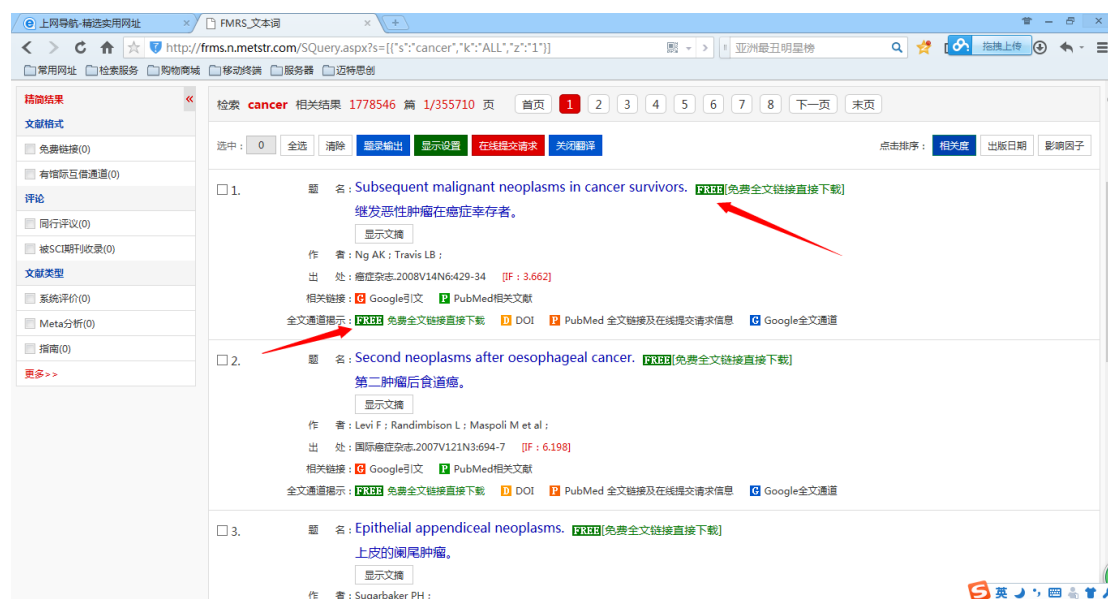 上网导航-精选实用网址 × FMRS_文本词 ×
http://frms.n.metstr.com/SQuery.aspx?s=[{"s":"cancer","k":"ALL","z":"1"}] 亚洲最丑明星榜 拖拽上传
常用网址 检索服务 购物商城 移动终端 服务器 迈特思创
精简结果 «
文献格式
免费链接(0)
有馆际互借通道(0)
评论
同行评议(0)
被SCI期刊收录(0)
文献类型
系统评价(0)
Meta分析(0)
指南(0)
更多>>
检索 cancer 相关结果 1778546 篇 1/355710 页 首页 1 2 3 4 5 6 7 8 下一页 末页
选中: 0 全选 清除 题录输出 显示设置 在线提交请求 关闭翻译 点击排序: 相关度 出版日期 影响因子
1. 题 名: Subsequent malignant neoplasms in cancer survivors. FREE[免费全文链接直接下载]
继发恶性肿瘤在癌症幸存者。
显示文摘
作 者: Ng AK ; Travis LB ;
出 处: 癌症杂志.2008V14N6:429-34 [IF : 3.662]
相关链接: G Google引文 P PubMed相关文献
全文通道揭示: FREE 免费全文链接直接下载 D DOI P PubMed 全文链接及在线提交请求信息 G Google全文通道
2. 题 名: Second neoplasms after oesophageal cancer. FREE[免费全文链接直接下载]
第二肿瘤后食道癌。
显示文摘
作 者: Levi F ; Randimbison L ; Maspoli M et al ;
出 处: 国际癌症杂志.2007V121N3:694-7 [IF : 6.198]
相关链接: G Google引文 P PubMed相关文献
全文通道揭示: FREE 免费全文链接直接下载 D DOI P PubMed 全文链接及在线提交请求信息 G Google全文通道
3. 题 名: Epithelial appendiceal neoplasms. FREE[免费全文链接直接下载]
上皮的阑尾肿瘤。
显示文摘
作 者: Sugarbaker PH ;
S 英